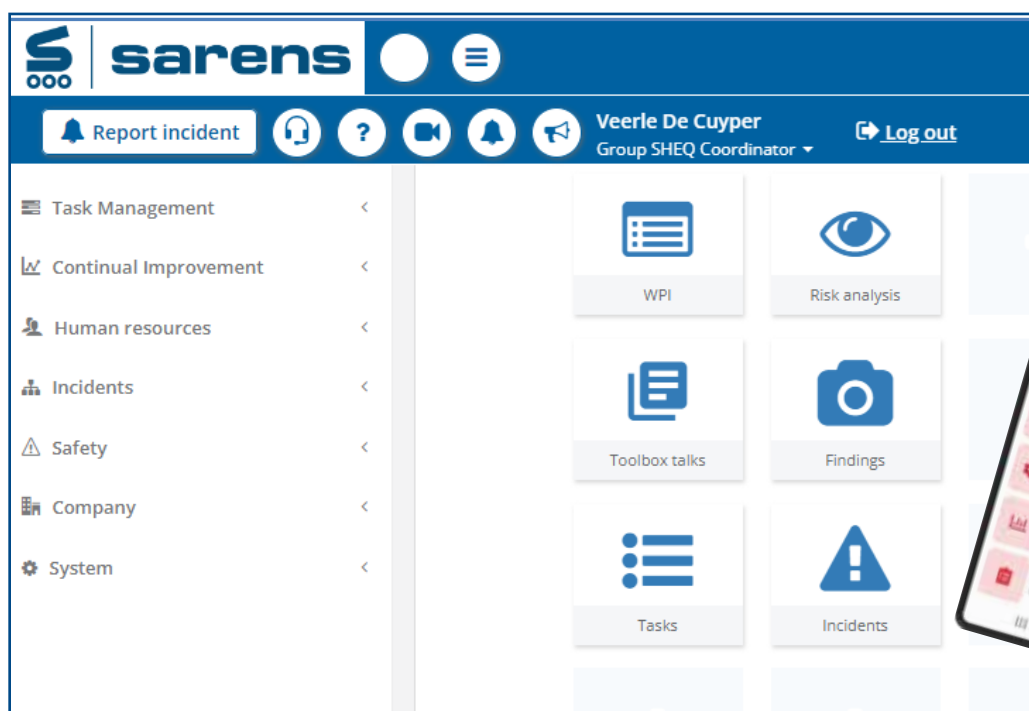 sarens
Report incident
?
Veerle De Cuyper
Group SHEQ Coordinator
Log out
Task Management
Continual Improvement
Human resources
Incidents
Safety
Company
System
WPI
Risk analysis
Toolbox talks
Findings
Tasks
Incidents